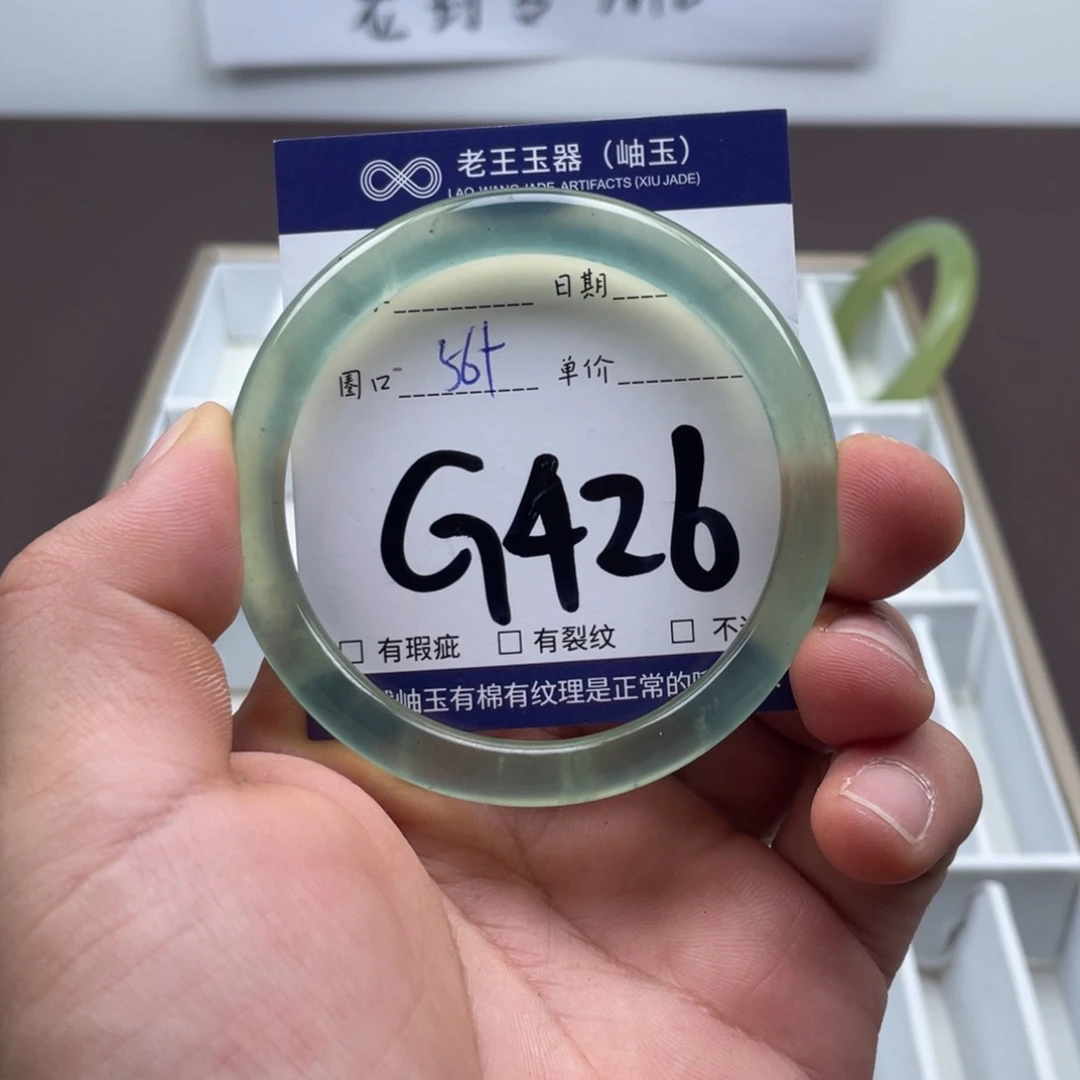 老王玉器（岫玉）
LAO WANG JADE ARTIFACTS (XIU JADE)
日期
圈口 56+ 单价
G426
□ 有瑕疵 □ 有裂纹 □ 不
岫玉有棉有纹理是正常的